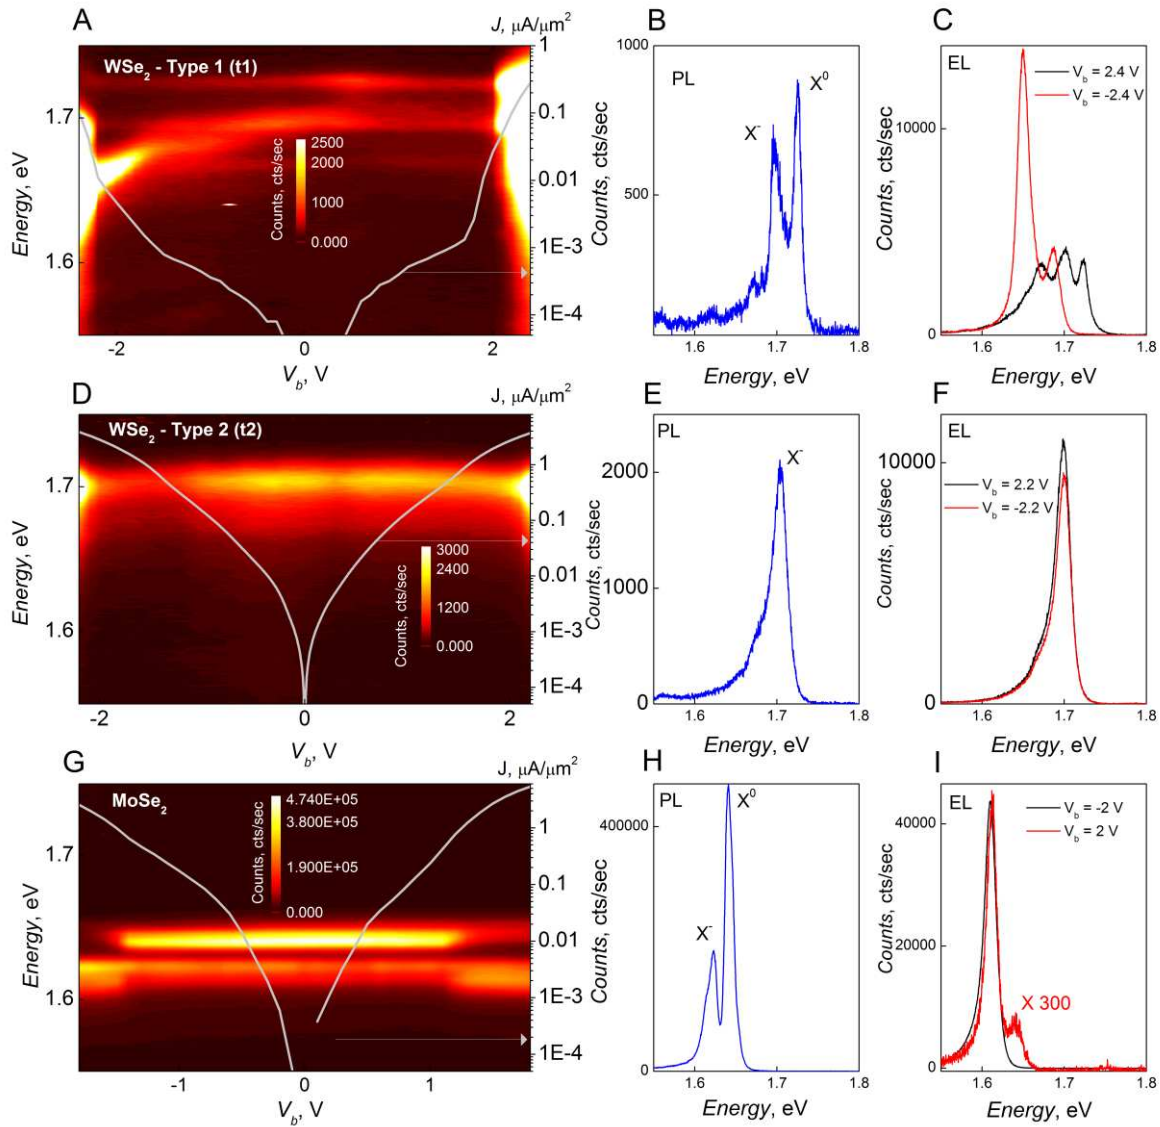 A
J, μA/μm²
WSe₂ - Type 1 (t1)
1
0.1
0.01
1E-3
1E-4
1.7
1.6
Energy, eV
Counts, cts/sec
2500
2000
1000
0.000
-2
0
2
V_b, V
B
PL
X⁻
X⁰
1000
500
Counts, cts/sec
1.6
1.7
1.8
Energy, eV
C
EL
V_b = 2.4 V
V_b = -2.4 V
10000
0
Counts, cts/sec
1.6
1.7
1.8
Energy, eV
D
J, μA/μm²
WSe₂ - Type 2 (t2)
1
0.1
0.01
1E-3
1E-4
1.7
1.6
Energy, eV
Counts, cts/sec
3000
2400
1200
0.000
-2
0
2
V_b, V
E
PL
X⁻
2000
1000
0
Counts, cts/sec
1.6
1.7
1.8
Energy, eV
F
EL
V_b = 2.2 V
V_b = -2.2 V
10000
0
Counts, cts/sec
1.6
1.7
1.8
Energy, eV
G
J, μA/μm²
MoSe₂
1
0.1
0.01
1E-3
1E-4
1.7
1.6
Energy, eV
Counts, cts/sec
4.740E+05
3.800E+05
1.900E+05
0.000
-1
0
1
V_b, V
H
PL
X⁰
X⁻
400000
0
Counts, cts/sec
1.6
1.7
1.8
Energy, eV
I
EL
V_b = -2 V
V_b = 2 V
X 300
40000
20000
0
Counts, cts/sec
1.6
1.7
1.8
Energy, eV